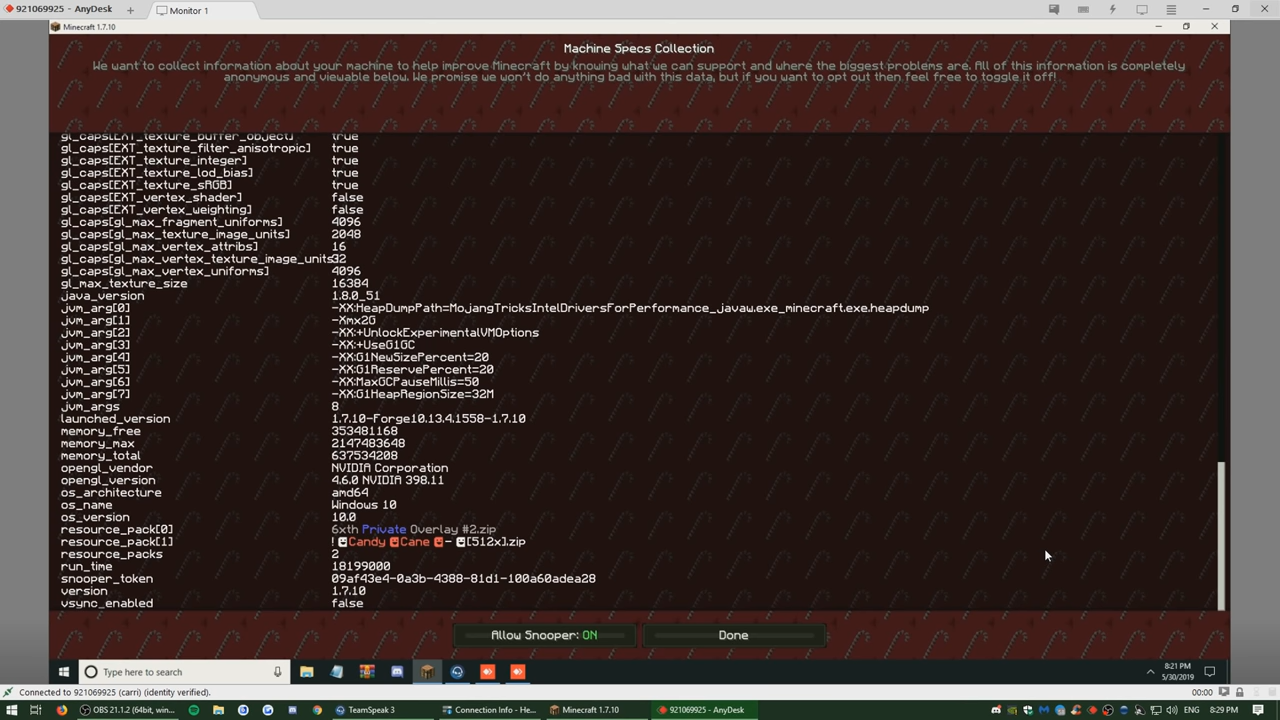 921069925 - AnyDesk
Monitor 1
Minecraft 1.7.10
Machine Specs Collection
We want to collect information about your machine to help improve Minecraft by knowing what we can support and where the biggest problems are. All of this information is completely
anonymous and viewable below. We promise we won't do anything bad with this data, but if you want to opt out then feel free to toggle it off!
gl_caps[EXT_texture_buffer_object] true
gl_caps[EXT_texture_filter_anisotropic] true
gl_caps[EXT_texture_integer] true
gl_caps[EXT_texture_lod_bias] true
gl_caps[EXT_texture_sRGB] true
gl_caps[EXT_vertex_shader] false
gl_caps[EXT_vertex_weighting] false
gl_caps[gl_max_fragment_uniforms] 4096
gl_caps[gl_max_texture_image_units] 2048
gl_caps[gl_max_vertex_attribs] 16
gl_caps[gl_max_vertex_texture_image_units] 32
gl_caps[gl_max_vertex_uniforms] 4096
gl_max_texture_size 16384
java_version 1.8.0_51
jvm_arg[0] -XX:HeapDumpPath=MojangTricksIntelDriversForPerformance_javaw.exe_minecraft.exe.heapdump
jvm_arg[1] -Xmx2G
jvm_arg[2] -XX:+UnlockExperimentalVMOptions
jvm_arg[3] -XX:+UseG1GC
jvm_arg[4] -XX:G1NewSizePercent=20
jvm_arg[5] -XX:G1ReservePercent=20
jvm_arg[6] -XX:MaxGCPauseMillis=50
jvm_arg[7] -XX:G1HeapRegionSize=32M
jvm_args 8
launched_version 1.7.10-Forge10.13.4.1558-1.7.10
memory_free 353481168
memory_max 2147483648
memory_total 637534208
opengl_vendor NVIDIA Corporation
opengl_version 4.6.0 NVIDIA 398.11
os_architecture amd64
os_name Windows 10
os_version 10.0
resource_pack[0] 6xth Private Overlay #2.zip
resource_pack[1] ! Candy Cane - [512x].zip
resource_packs 2
run_time 18199000
snooper_token 09af43e4-0a3b-4388-81d1-100a60adea28
version 1.7.10
vsync_enabled false
Allow Snooper: ON
Done
Type here to search
8:21 PM
5/30/2019
Connected to 921069925 (carri) (identity verified).
00:00
OBS 21.1.2 (64bit, win...
TeamSpeak 3
Connection Info - He...
Minecraft 1.7.10
921069925 - AnyDesk
8:29 PM